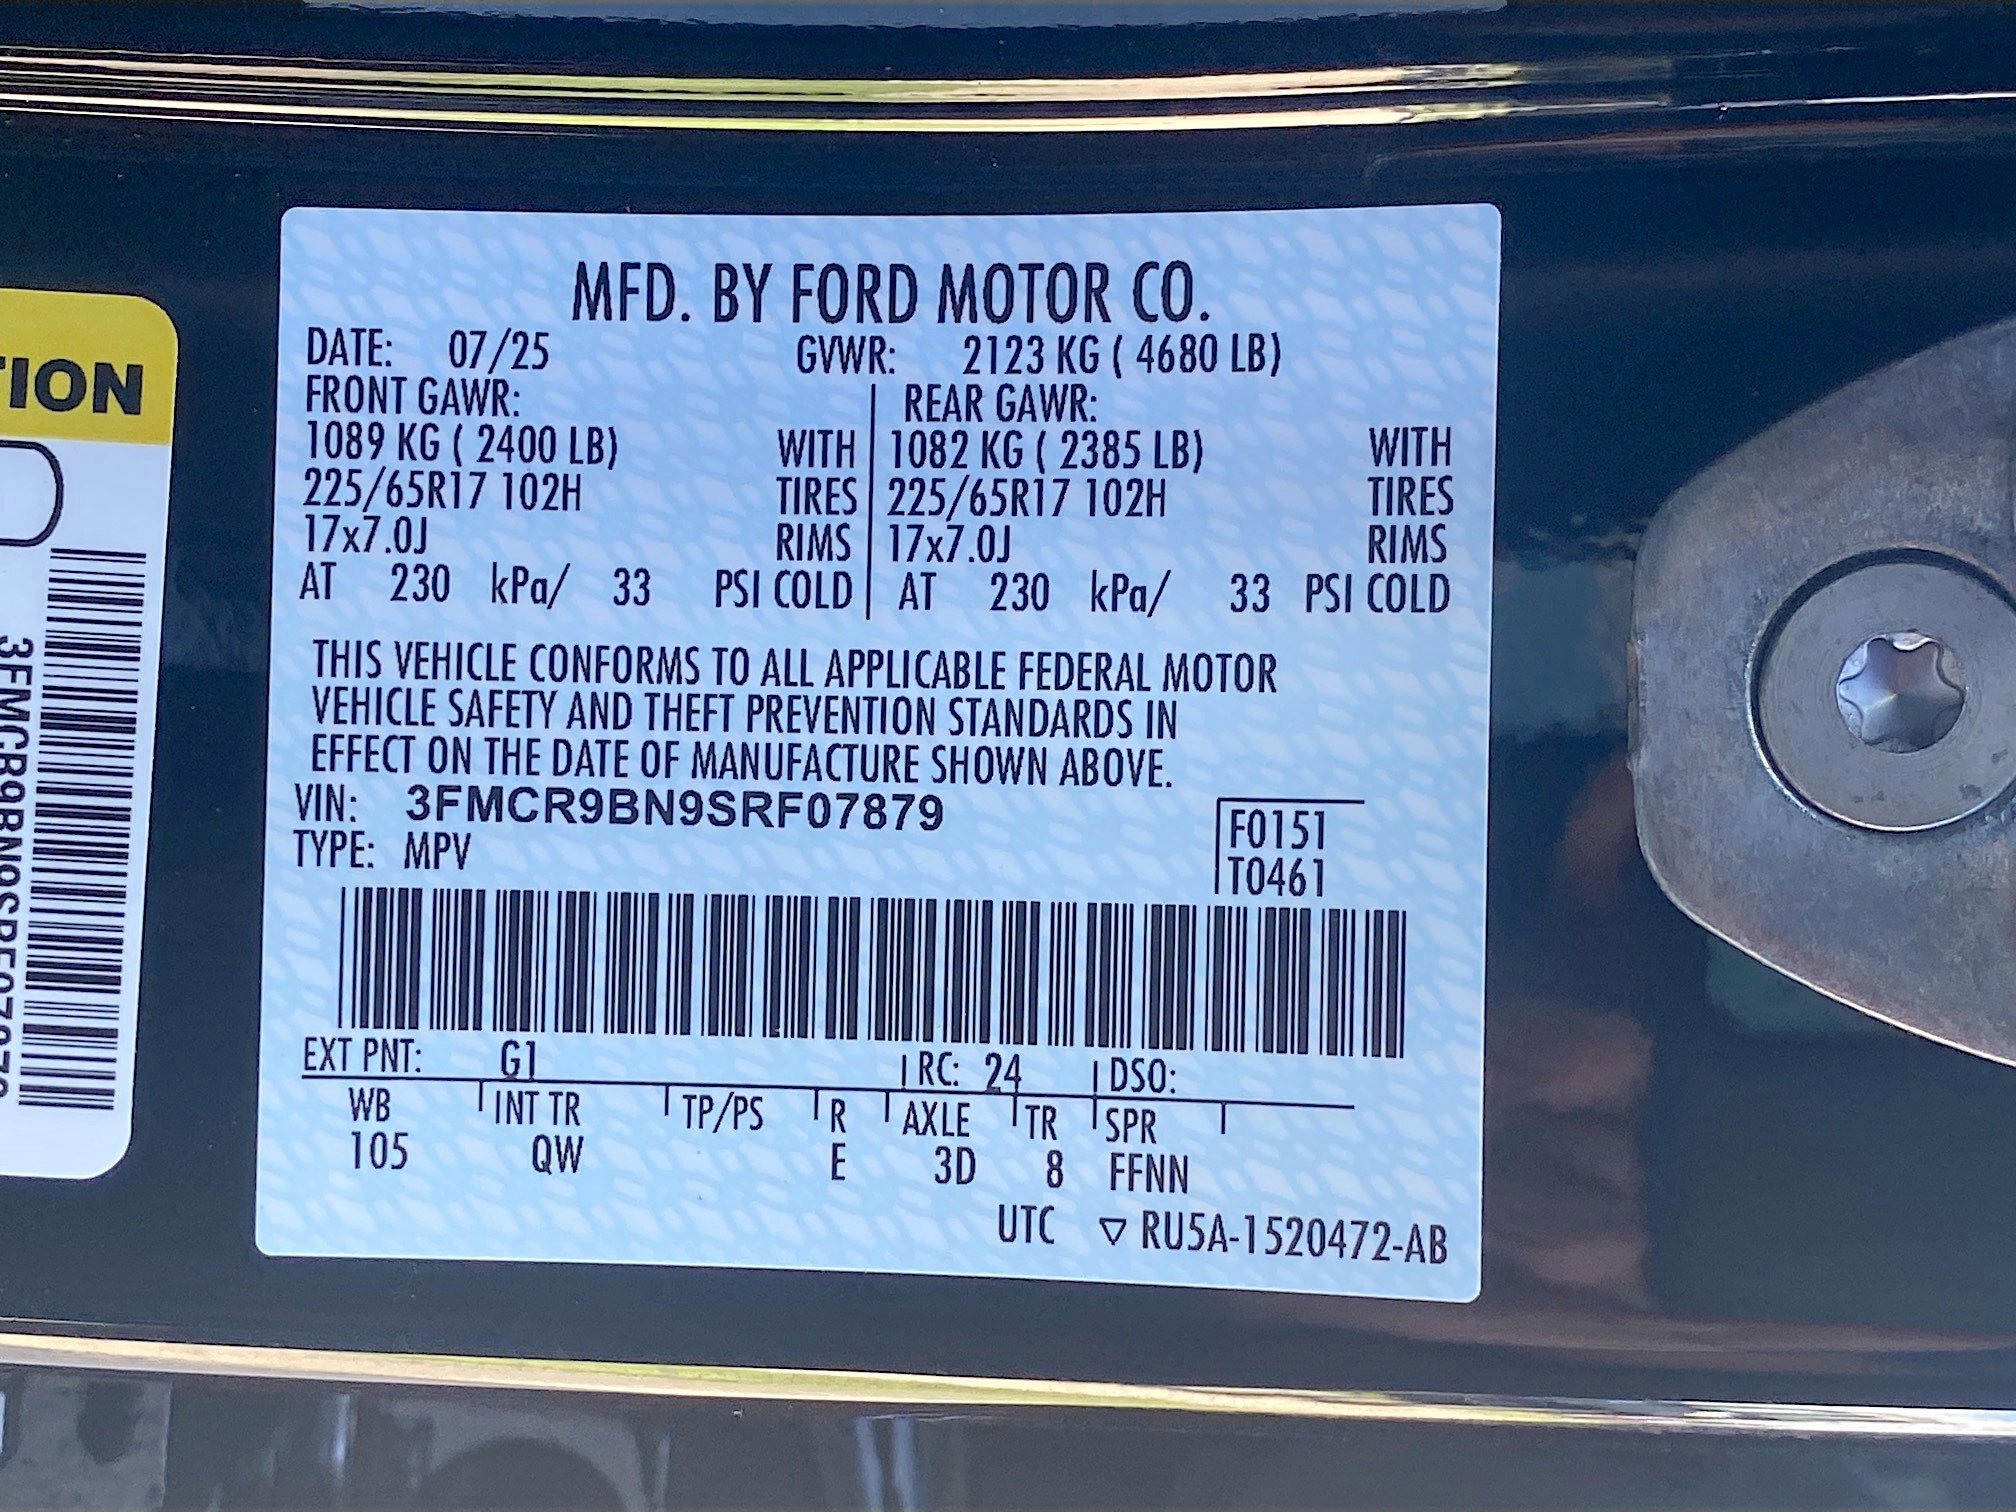 MFD. BY FORD MOTOR CO.
DATE: 07/25 GVWR: 2123 KG ( 4680 LB)
FRONT GAWR: REAR GAWR:
1089 KG ( 2400 LB) WITH 1082 KG ( 2385 LB) WITH
225/65R17 102H TIRES 225/65R17 102H TIRES
17x7.0J RIMS 17x7.0J RIMS
AT 230 kPa/ 33 PSI COLD AT 230 kPa/ 33 PSI COLD
THIS VEHICLE CONFORMS TO ALL APPLICABLE FEDERAL MOTOR
VEHICLE SAFETY AND THEFT PREVENTION STANDARDS IN
EFFECT ON THE DATE OF MANUFACTURE SHOWN ABOVE.
VIN: 3FMCR9BN9SRF07879
TYPE: MPV
F0151
T0461
EXT PNT: G1 RC: 24 DSO:
WB INT TR TP/PS R AXLE TR SPR
105 QW E 3D 8 FFNN
UTC ▽ RU5A-1520472-AB
TION
3FMCR9BN9SRF07879